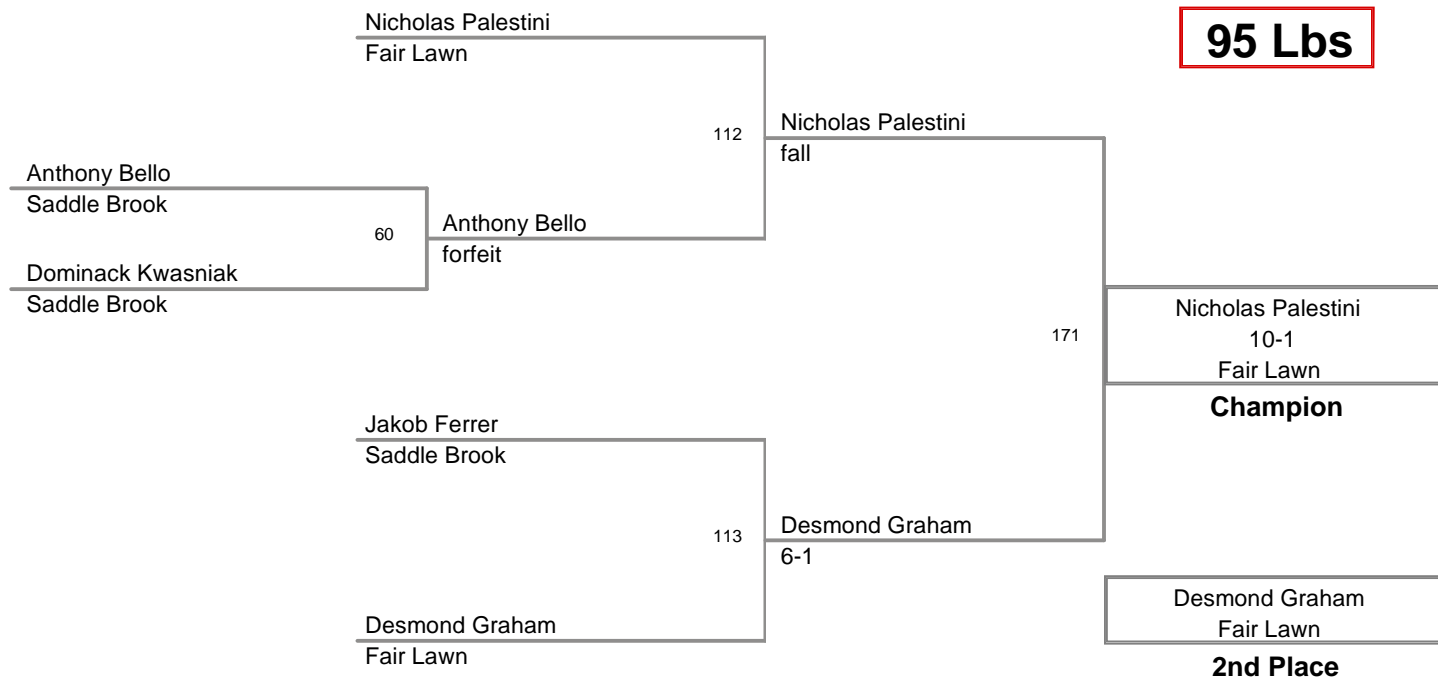 Nicholas Palestini
Fair Lawn
95 Lbs
112
Nicholas Palestini
fall
Anthony Bello
Saddle Brook
60
Anthony Bello
forfeit
Dominack Kwasniak
Saddle Brook
171
Nicholas Palestini
10-1
Fair Lawn
Champion
Jakob Ferrer
Saddle Brook
113
Desmond Graham
6-1
Desmond Graham
Fair Lawn
Desmond Graham
Fair Lawn
2nd Place